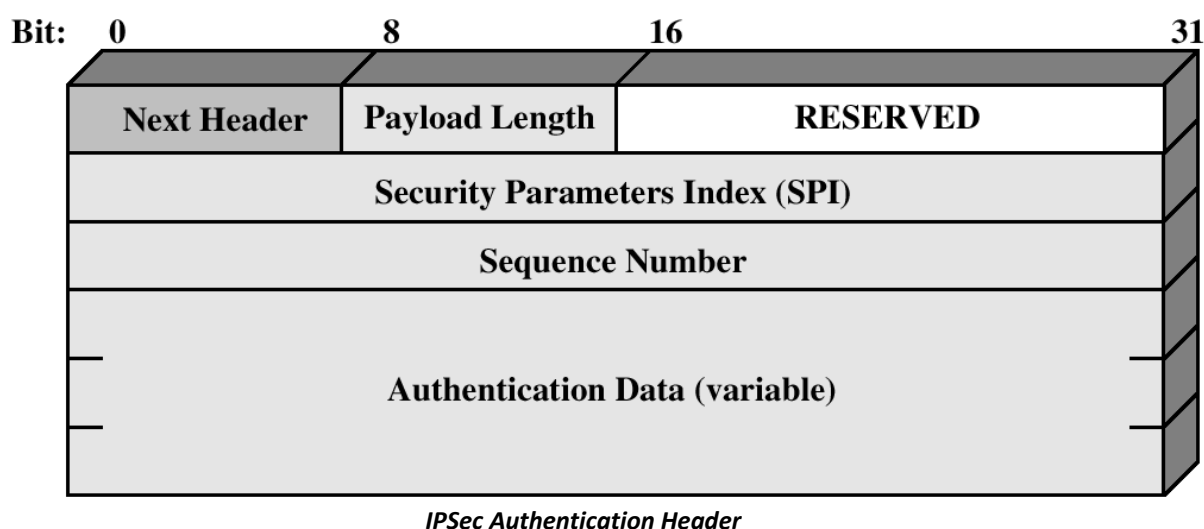 Bit: 0 8 16 31
Next Header Payload Length RESERVED
Security Parameters Index (SPI)
Sequence Number
Authentication Data (variable)
IPSec Authentication Header